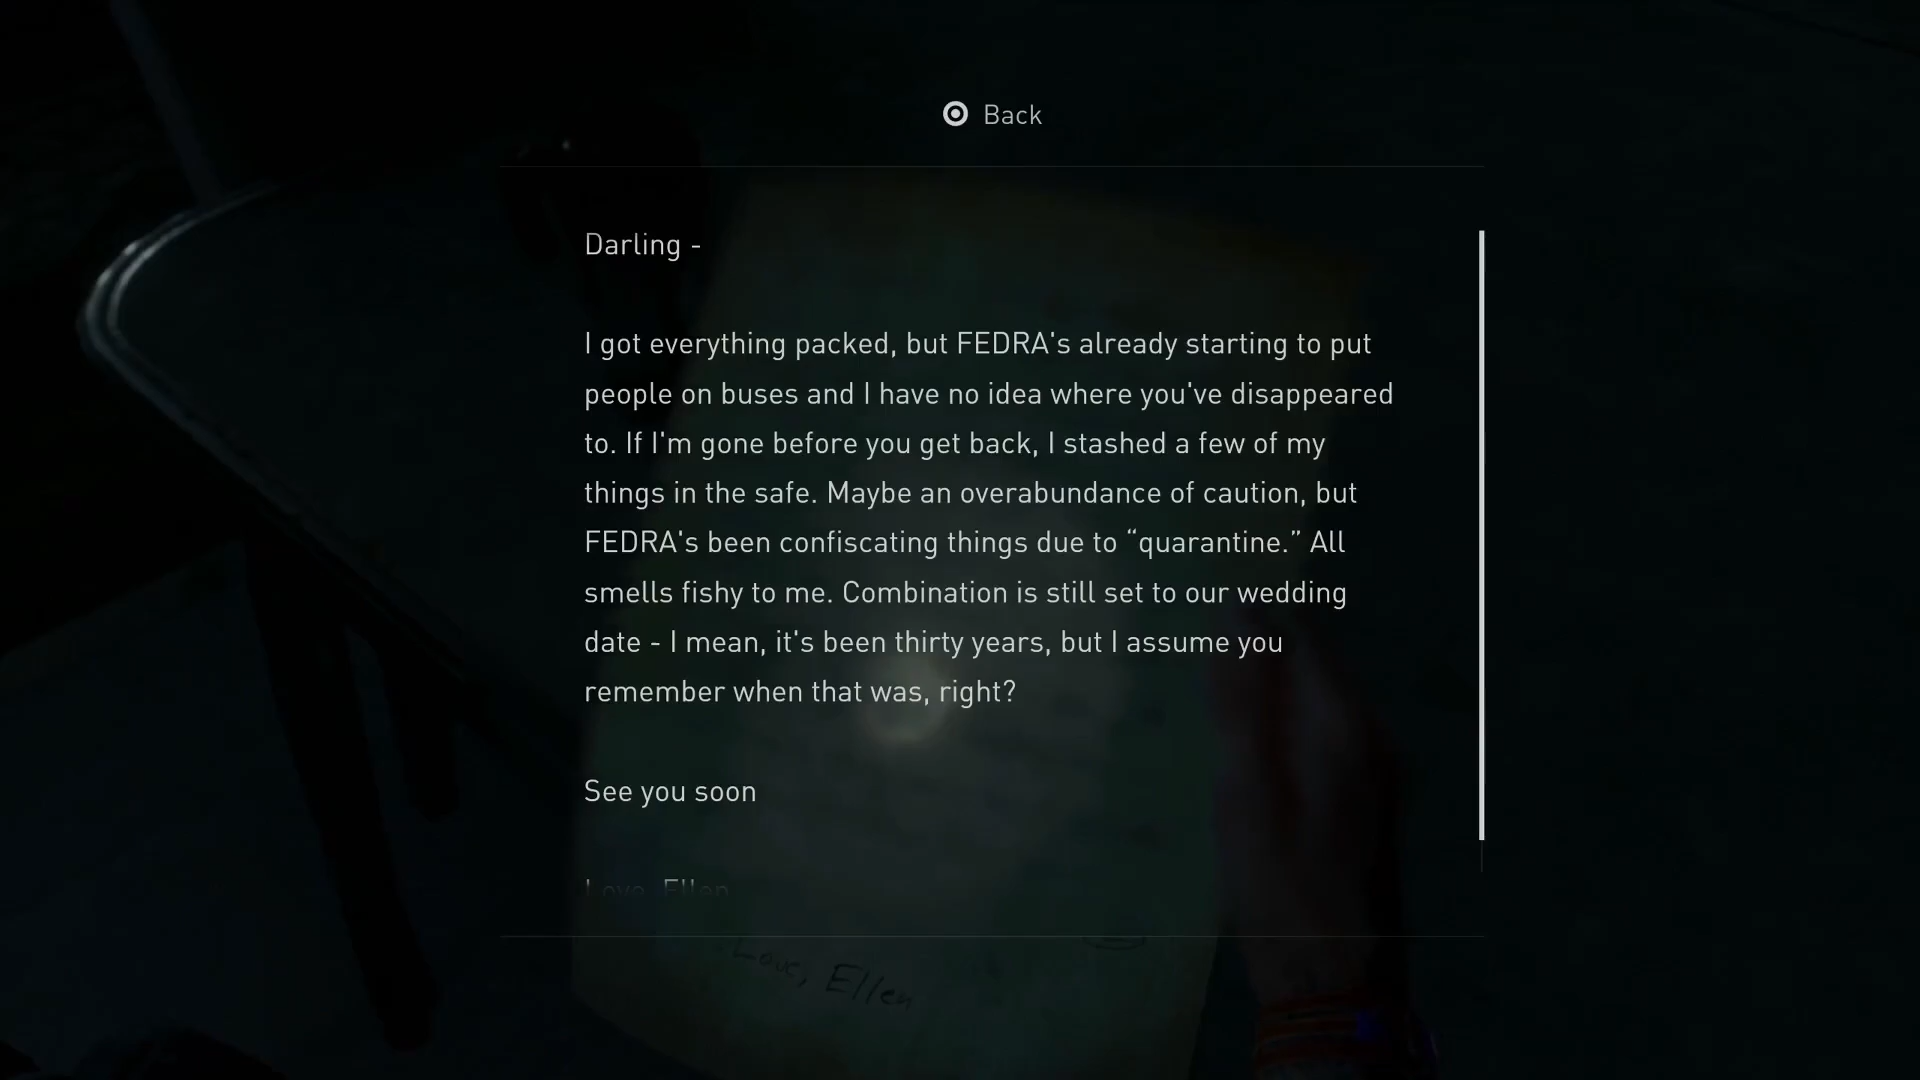 Back
Darling -
I got everything packed, but FEDRA's already starting to put
people on buses and I have no idea where you've disappeared
to. If I'm gone before you get back, I stashed a few of my
things in the safe. Maybe an overabundance of caution, but
FEDRA's been confiscating things due to “quarantine.” All
smells fishy to me. Combination is still set to our wedding
date - I mean, it's been thirty years, but I assume you
remember when that was, right?
See you soon
Love, Ellen
Love, Ellen